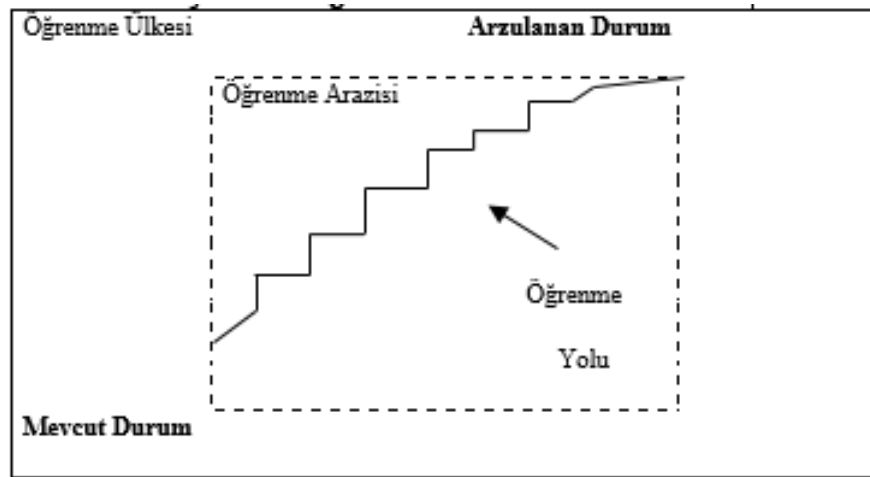 Öğrenme Ülkesi
Arzulanan Durum
Öğrenme Arazisi
Öğrenme
Yolu
Mevcut Durum